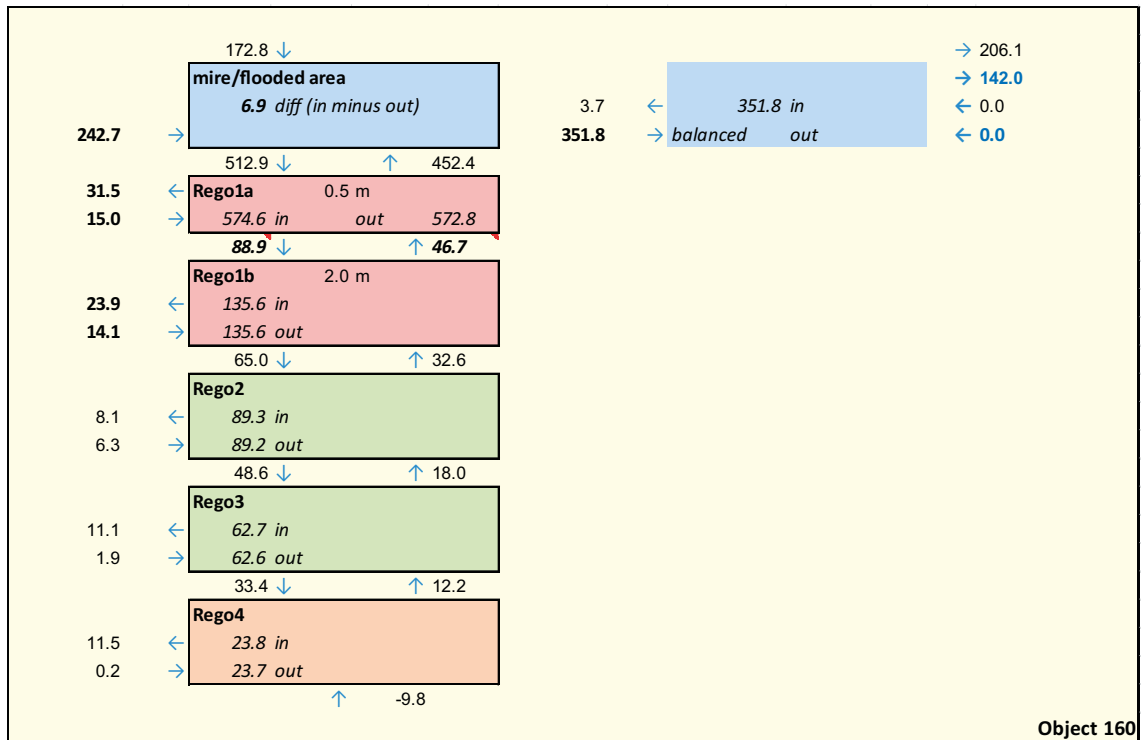 172.8 ↓ → 206.1
mire/flooded area → 142.0
6.9 diff (in minus out) 3.7 ← 351.8 in ← 0.0
242.7 → 351.8 → balanced out ← 0.0
512.9 ↓ ↑ 452.4
31.5 ← Rego1a 0.5 m
15.0 → 574.6 in out 572.8
88.9 ↓ ↑ 46.7
Rego1b 2.0 m
23.9 ← 135.6 in
14.1 → 135.6 out
65.0 ↓ ↑ 32.6
Rego2
8.1 ← 89.3 in
6.3 → 89.2 out
48.6 ↓ ↑ 18.0
Rego3
11.1 ← 62.7 in
1.9 → 62.6 out
33.4 ↓ ↑ 12.2
Rego4
11.5 ← 23.8 in
0.2 → 23.7 out
↑ -9.8
Object 160